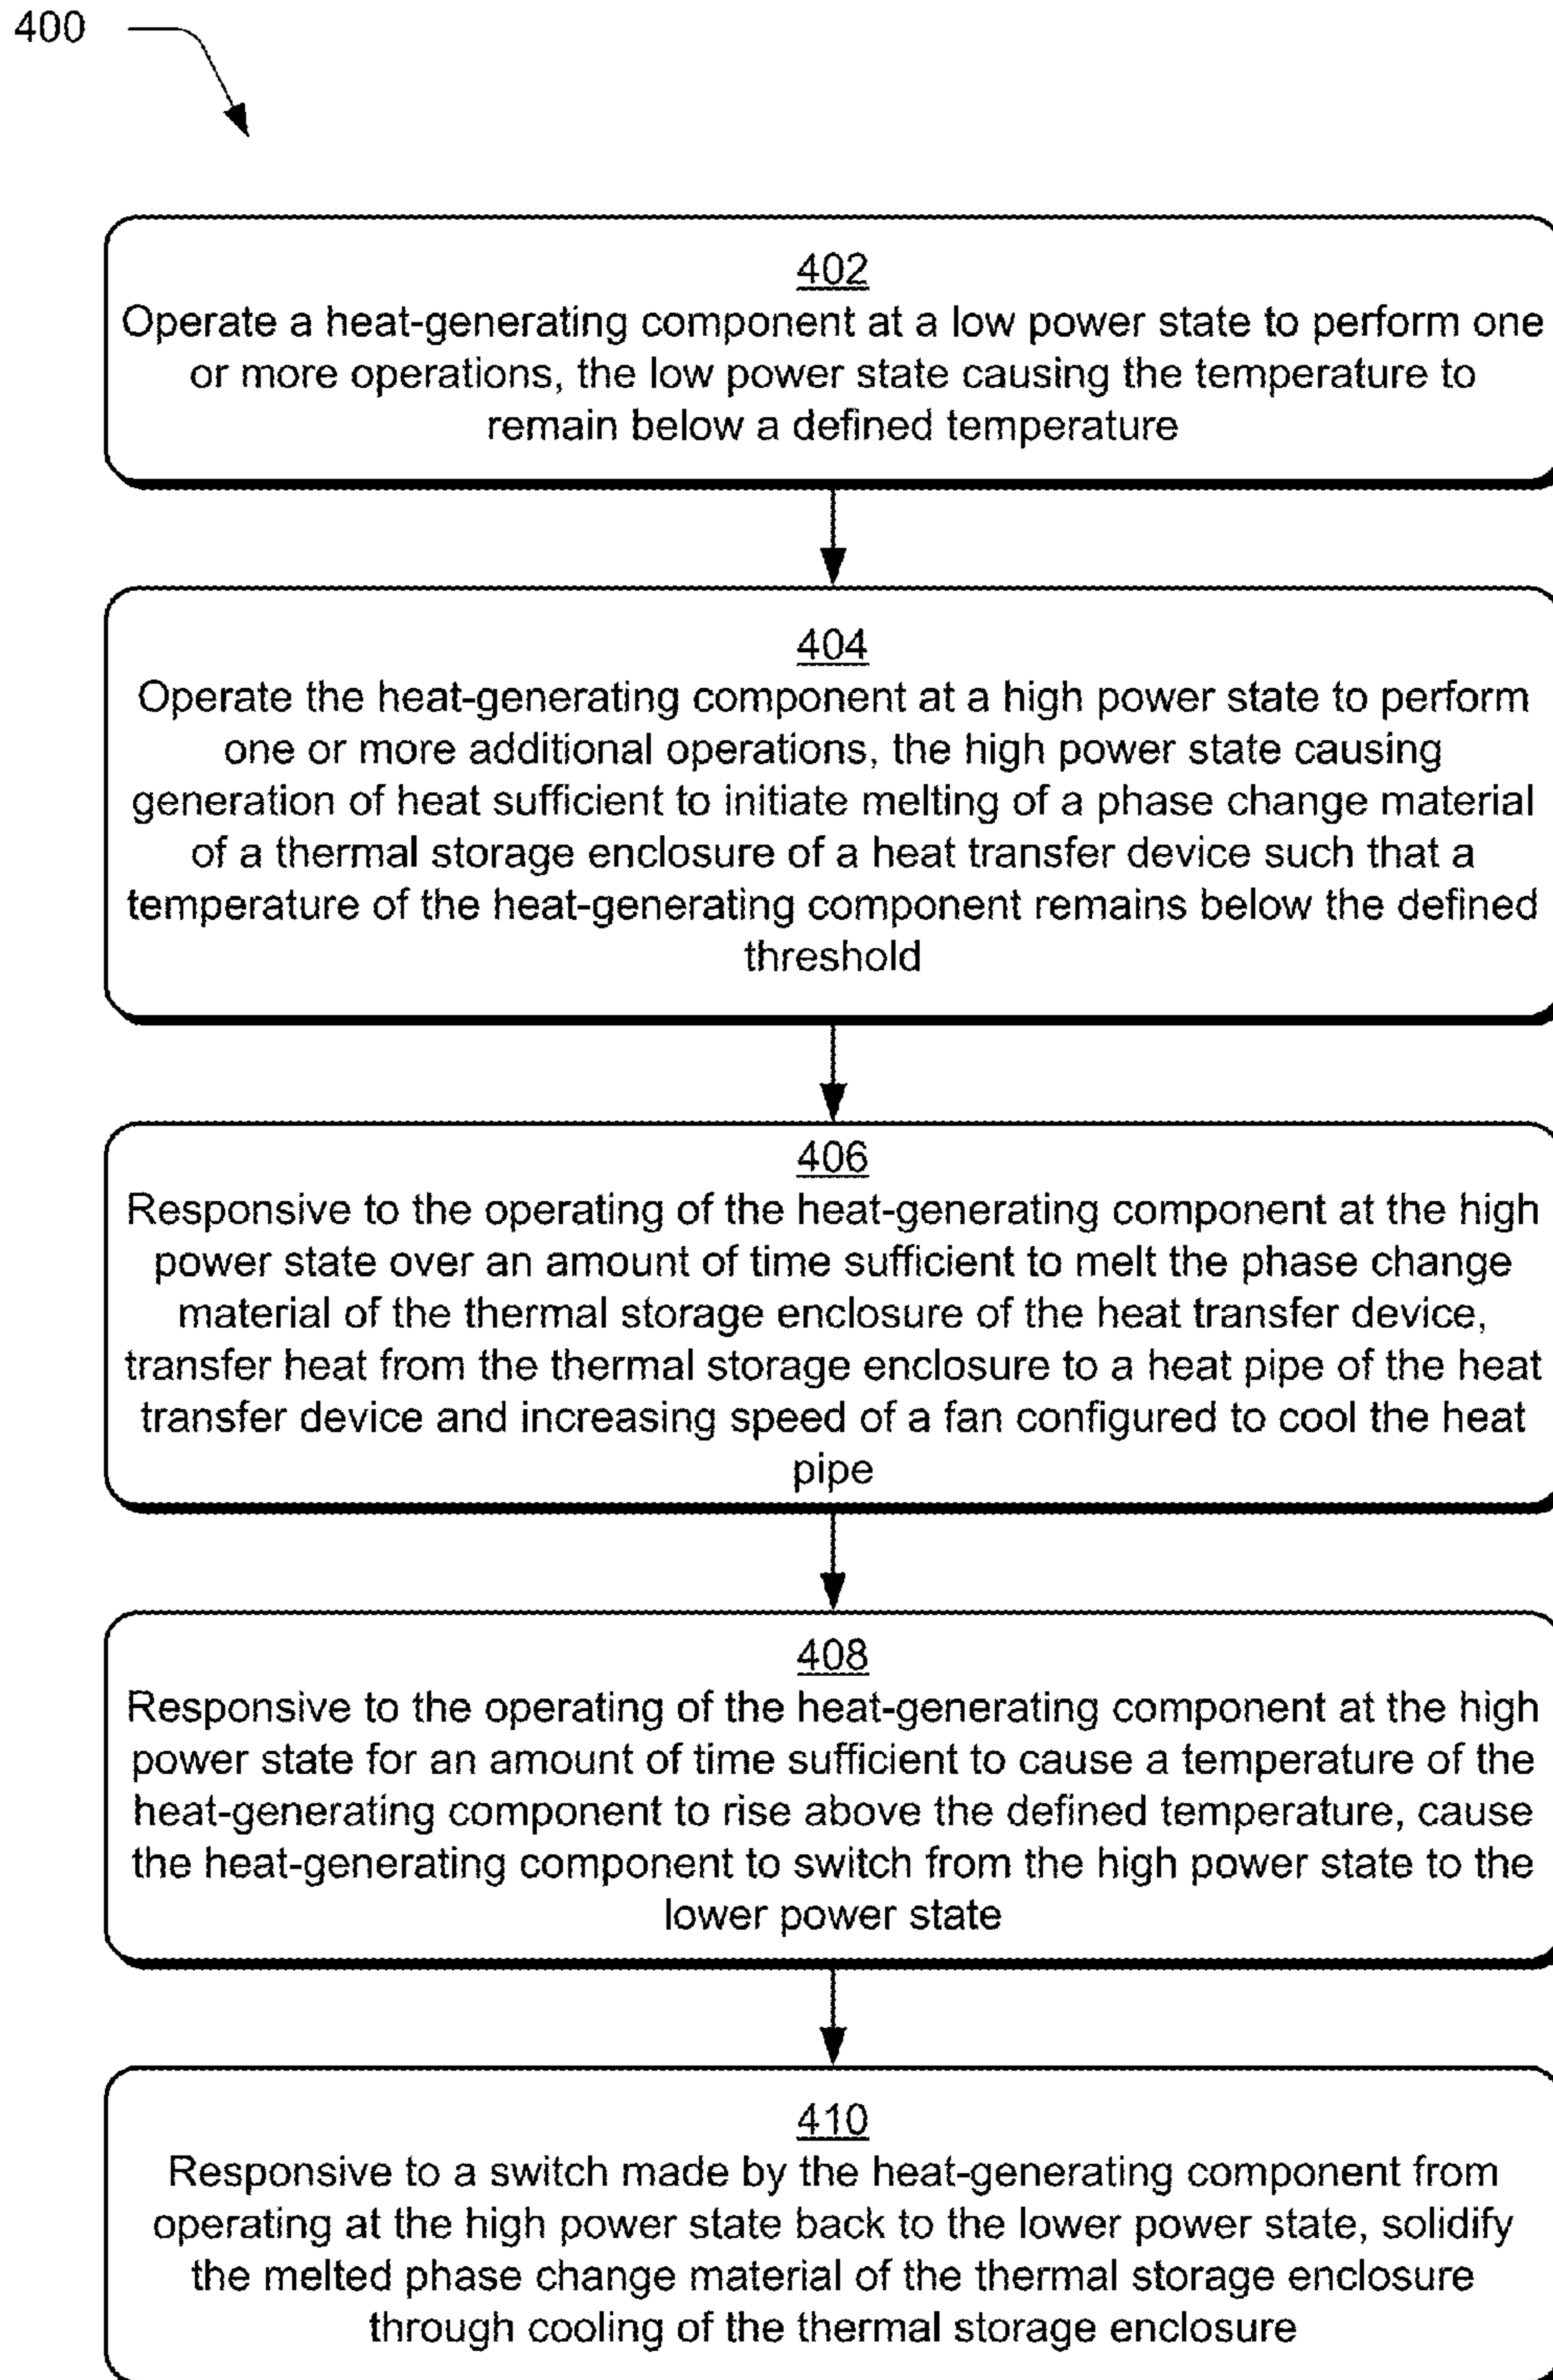 400
402
Operate a heat-generating component at a low power state to perform one
or more operations, the low power state causing the temperature to
remain below a defined temperature
404
Operate the heat-generating component at a high power state to perform
one or more additional operations, the high power state causing
generation of heat sufficient to initiate melting of a phase change material
of a thermal storage enclosure of a heat transfer device such that a
temperature of the heat-generating component remains below the defined
threshold
406
Responsive to the operating of the heat-generating component at the high
power state over an amount of time sufficient to melt the phase change
material of the thermal storage enclosure of the heat transfer device,
transfer heat from the thermal storage enclosure to a heat pipe of the heat
transfer device and increasing speed of a fan configured to cool the heat
pipe
408
Responsive to the operating of the heat-generating component at the high
power state for an amount of time sufficient to cause a temperature of the
heat-generating component to rise above the defined temperature, cause
the heat-generating component to switch from the high power state to the
lower power state
410
Responsive to a switch made by the heat-generating component from
operating at the high power state back to the lower power state, solidify
the melted phase change material of the thermal storage enclosure
through cooling of the thermal storage enclosure